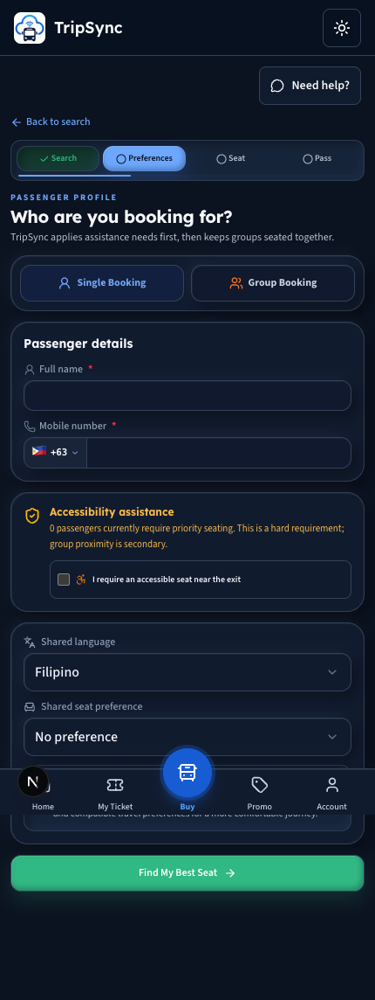 TripSync
Need help?
Back to search
Search
Preferences
Seat
Pass
PASSENGER PROFILE
Who are you booking for?
TripSync applies assistance needs first, then keeps groups seated together.
Single Booking
Group Booking
Passenger details
Full name *
Mobile number *
+63
Accessibility assistance
0 passengers currently require priority seating. This is a hard requirement;
group proximity is secondary.
I require an accessible seat near the exit
Shared language
Filipino
Shared seat preference
No preference
N
Home
My Ticket
Buy
Promo
Account
and compatible travel preferences for a more comfortable journey.
Find My Best Seat